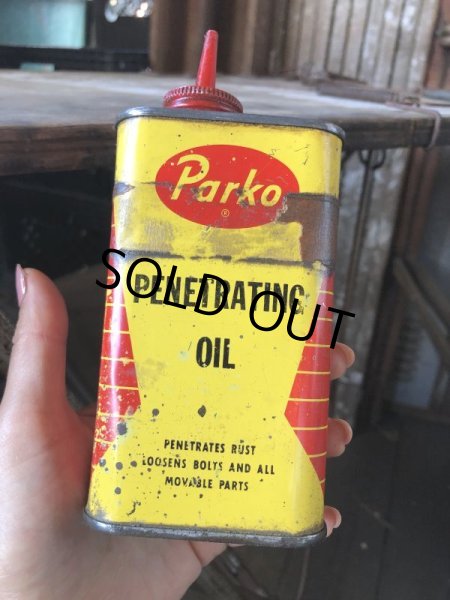 Parko
®
PENETRATING
SOLD OUT
OIL
PENETRATES RUST
LOOSENS BOLTS AND ALL
MOVABLE PARTS